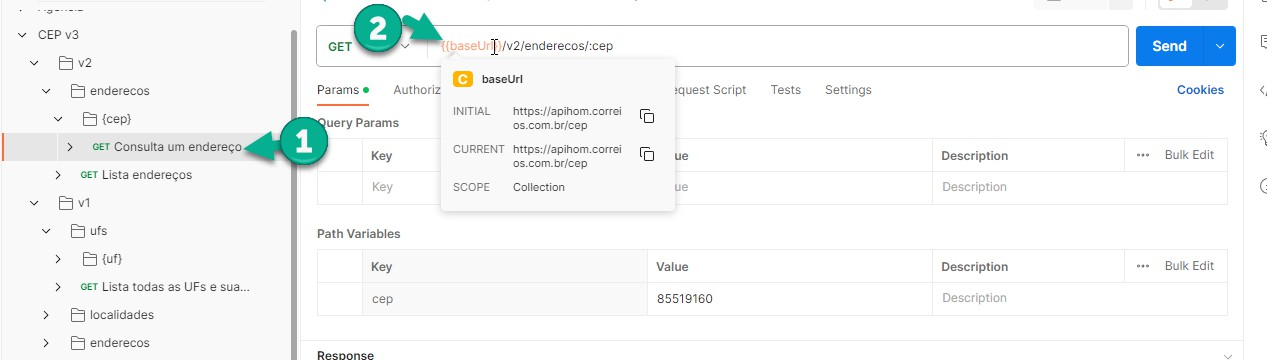 CEP v3
v2
enderecos
{cep}
GET Consulta um endereço
GET Lista endereços
v1
ufs
{uf}
GET Lista todas as UFs e sua...
localidades
enderecos
1
2
GET
{{baseUrl}}/v2/enderecos/:cep
Send
C baseUrl
INITIAL https://apihom.correi
os.com.br/cep
CURRENT https://apihom.correi
os.com.br/cep
SCOPE Collection
Params Authoriz equest Script Tests Settings Cookies
Query Params
Key lue Description ••• Bulk Edit
Key alue Description
Path Variables
Key Value Description ••• Bulk Edit
cep 85519160 Description
Response